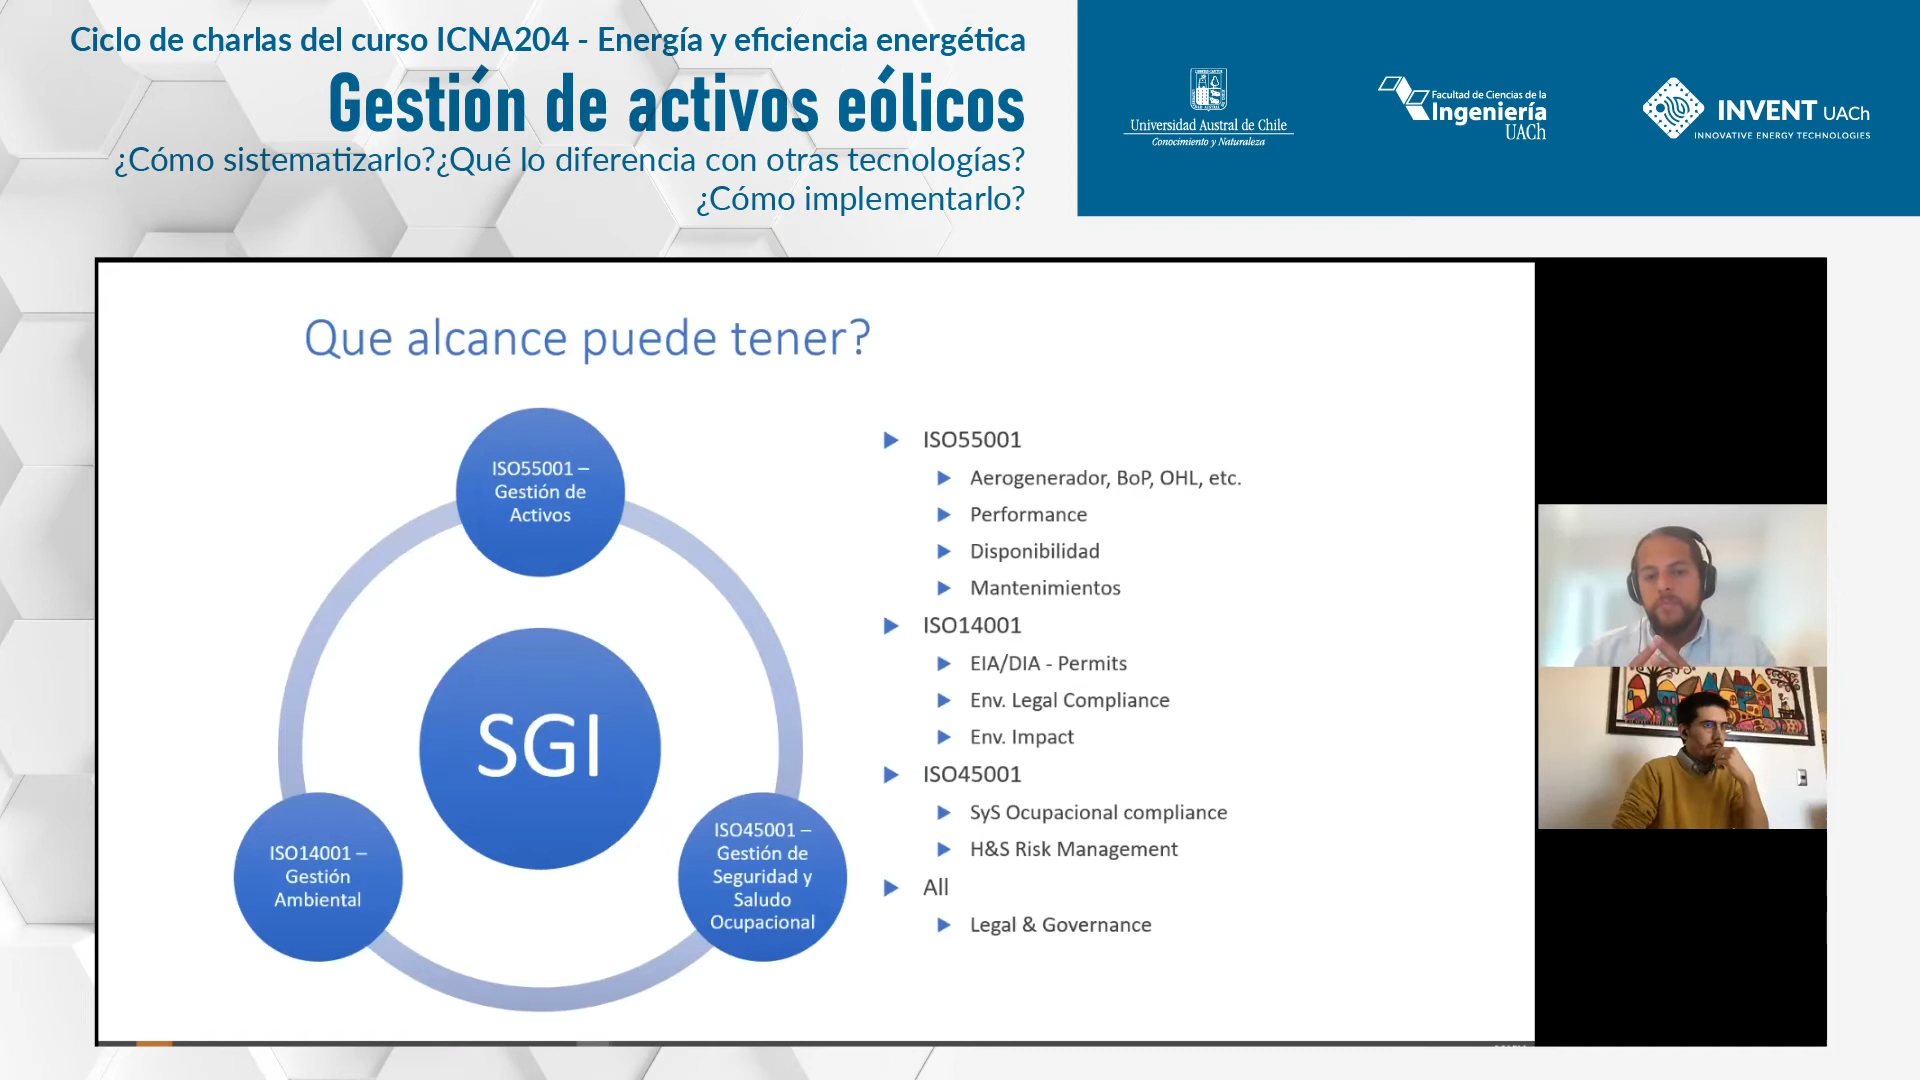 Ciclo de charlas del curso ICNA204 - Energía y eficiencia energética
Gestión de activos eólicos
¿Cómo sistematizarlo?¿Qué lo diferencia con otras tecnologías?
¿Cómo implementarlo?
Universidad Austral de Chile
Conocimiento y Naturaleza
Facultad de Ciencias de la
Ingeniería
UACh
INVENT UACh
INNOVATIVE ENERGY TECHNOLOGIES
Que alcance puede tener?
ISO55001 –
Gestión de
Activos
SGI
ISO14001 –
Gestión
Ambiental
ISO45001 –
Gestión de
Seguridad y
Saludo
Ocupacional
ISO55001
Aerogenerador, BoP, OHL, etc.
Performance
Disponibilidad
Mantenimientos
ISO14001
EIA/DIA - Permits
Env. Legal Compliance
Env. Impact
ISO45001
SyS Ocupacional compliance
H&S Risk Management
All
Legal & Governance